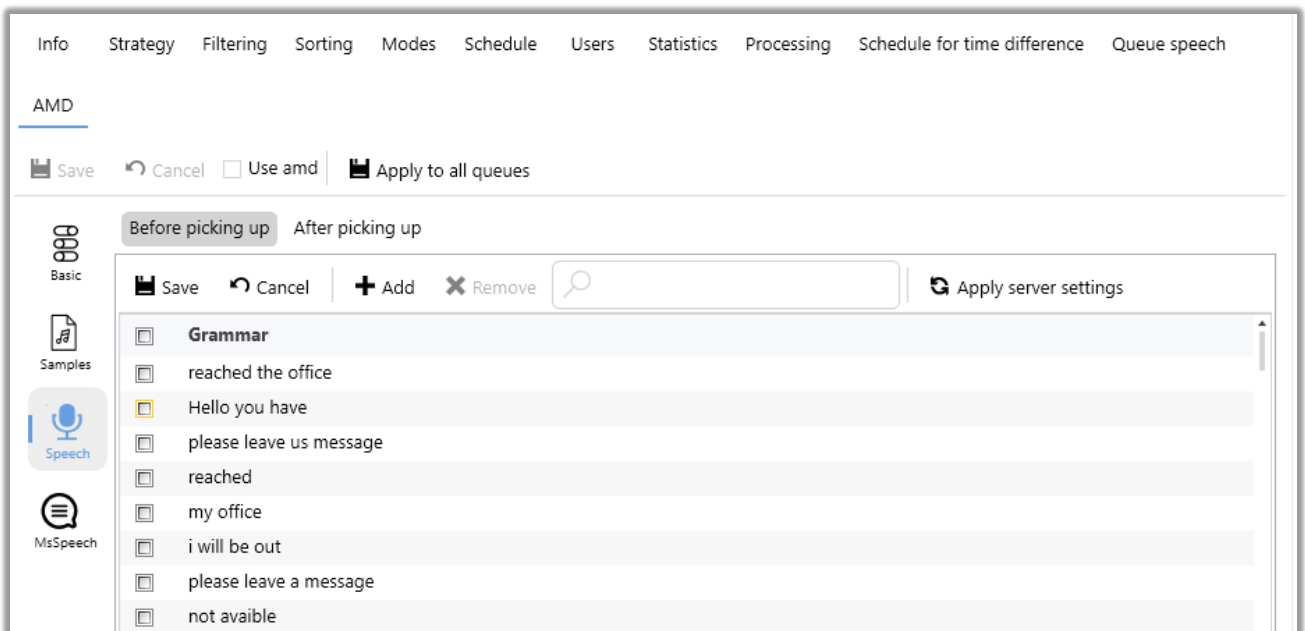 Info Strategy Filtering Sorting Modes Schedule Users Statistics Processing Schedule for time difference Queue speech
AMD
Save Cancel Use amd Apply to all queues
Before picking up After picking up
Basic
Save Cancel Add Remove Apply server settings
Grammar
Samples
reached the office
Hello you have
please leave us message
Speech
reached
my office
MsSpeech
i will be out
please leave a message
not avaible